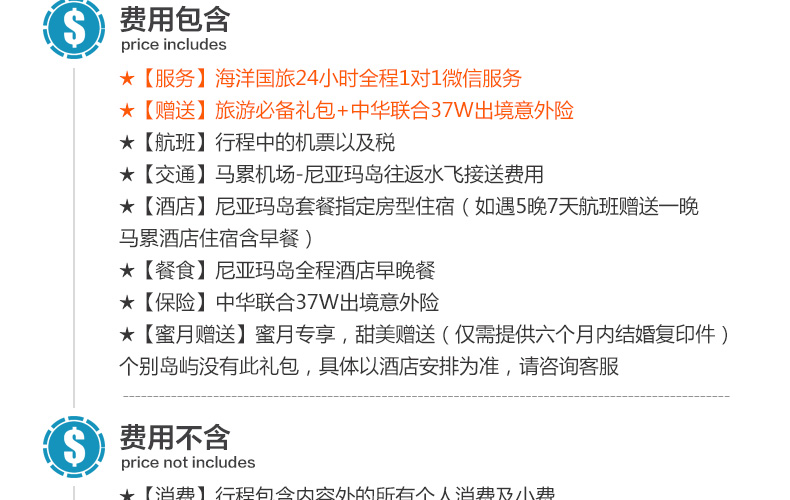 费用包含
price includes
★【服务】海洋国旅24小时全程1对1微信服务
★【赠送】旅游必备礼包+中华联合37W出境意外险
★【航班】行程中的机票以及税
★【交通】马累机场-尼亚玛岛往返水飞接送费用
★【酒店】尼亚玛岛套餐指定房型住宿（如遇5晚7天航班赠送一晚
马累酒店住宿含早餐）
★【餐食】尼亚玛岛全程酒店早晚餐
★【保险】中华联合37W出境意外险
★【蜜月赠送】蜜月专享，甜美赠送（仅需提供六个月内结婚复印件）
个别岛屿没有此礼包，具体以酒店安排为准，请咨询客服
费用不含
price not includes
★【消费】行程包含内容外的所有个人消费及小费